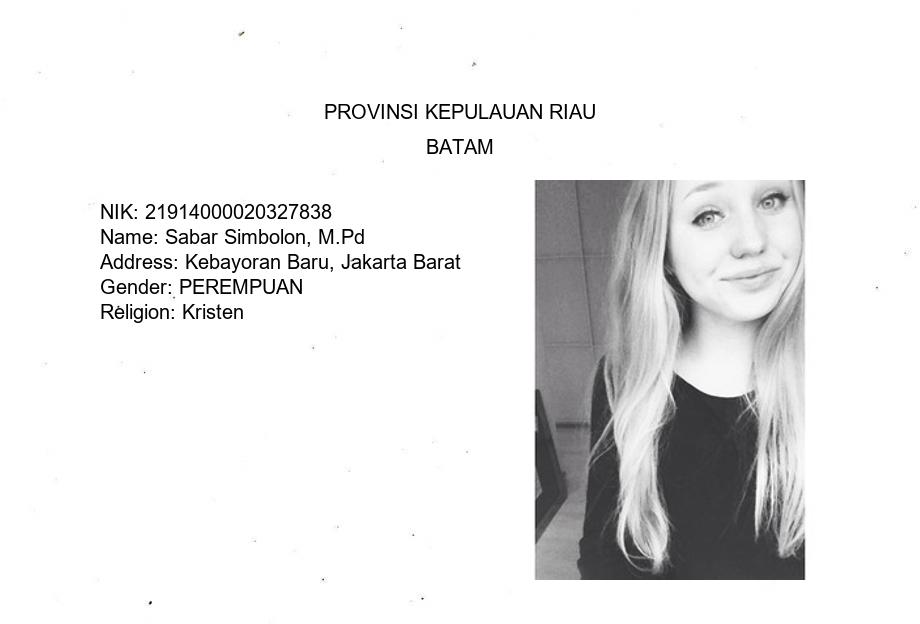 PROVINSI KEPULAUAN RIAU
BATAM
NIK: 21914000020327838
Name: Sabar Simbolon, M.Pd
Address: Kebayoran Baru, Jakarta Barat
Gender: PEREMPUAN
Religion: Kristen